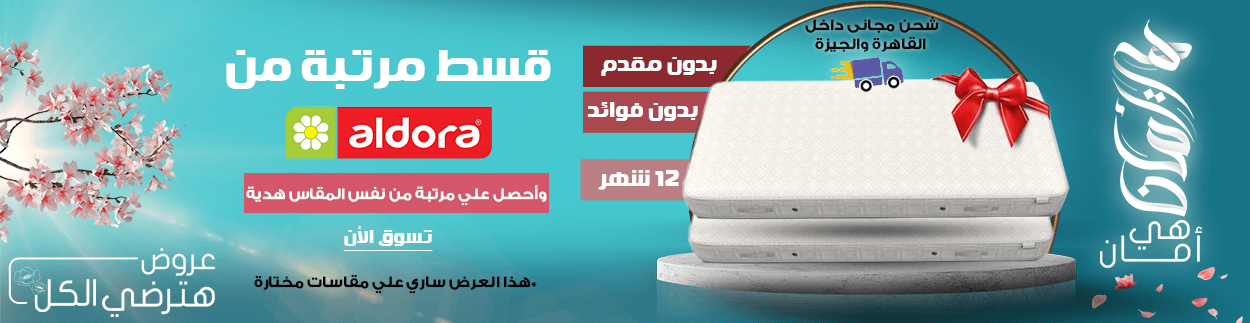 هي
أمـــان
شحن مجانى داخل
القاهرة والجيزة
بدون مقدم
بدون فوائد
12 شهر
قسط مرتبة من
aldora®
وأحصل علي مرتبة من نفس المقاس هدية
تسوق الأن
*هذا العرض ساري علي مقاسات مختارة
عروض
هترضي الكل